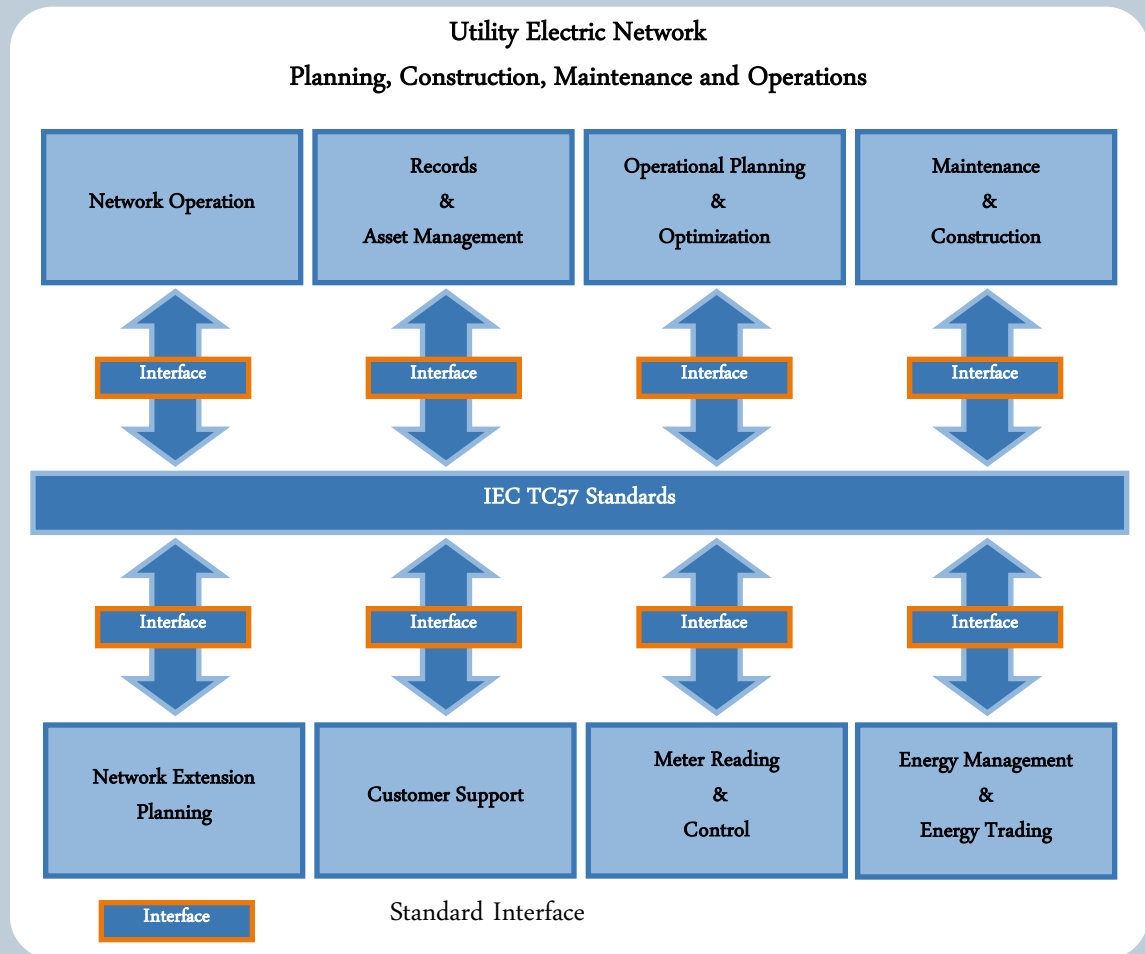 Utility Electric Network
Planning, Construction, Maintenance and Operations
Network Operation
Records
&
Asset Management
Operational Planning
&
Optimization
Maintenance
&
Construction
Interface
Interface
Interface
Interface
IEC TC57 Standards
Interface
Interface
Interface
Interface
Network Extension
Planning
Customer Support
Meter Reading
&
Control
Energy Management
&
Energy Trading
Interface
Standard Interface